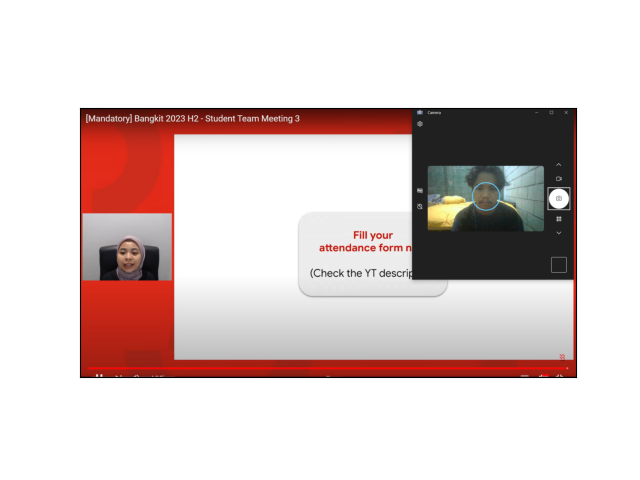 [Mandatory] Bangkit 2023 H2 - Student Team Meeting 3
Camera
Fill your
attendance form n
(Check the YT descrip